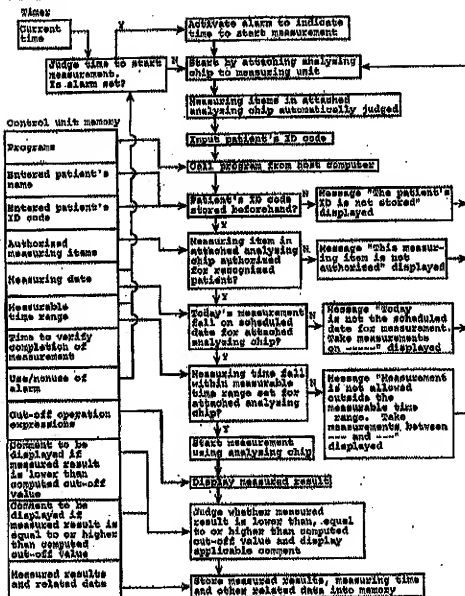 Timer
Current
time
Judge time to start
measurement.
Is alarm set?
Y
N
Activate alarm to indicate
time to start measurement
Start by attaching analysing
chip to measuring unit
Measuring items in attached
analysing chip automatically judged
Input patient's ID code
Call program from host computer
Patient's ID code
stored beforehand?
N
Message "The patient's
ID is not stored"
displayed
Y
Measuring item in
attached analysing
chip authorized
for recognized
patient?
N
Message "This measur-
ing item is not
authorized" displayed
Y
Today's measurement
fall on scheduled
date for attached
analysing chip?
N
Message "Today
is not the scheduled
date for measurement.
Take measurements
on -----" displayed
Y
Measuring time fall
within measurable
time range set for
attached analysing
chip?
N
Message "Measurement
is not allowed
outside the
measurable time
range. Take
measurements between
--- and ---"
displayed
Y
Start measurement
using analysing chip
Display measured result
Judge whether measured
result is lower than, equal
to or higher than computed
cut-off value and display
applicable comment
Store measured results, measuring time
and other related data into memory
Control unit memory
Programs
Entered patient's
name
Entered patient's
ID code
Authorized
measuring items
Measuring date
Measurable
time range
Time to verify
completion of
measurement
Use/nonuse of
alarm
Cut-off operation
expressions
Comment to be
displayed if
measured result
is lower than
computed cut-off
value
Comment to be
displayed if
measured result is
equal to or higher
than computed
cut-off value
Measured results
and related data